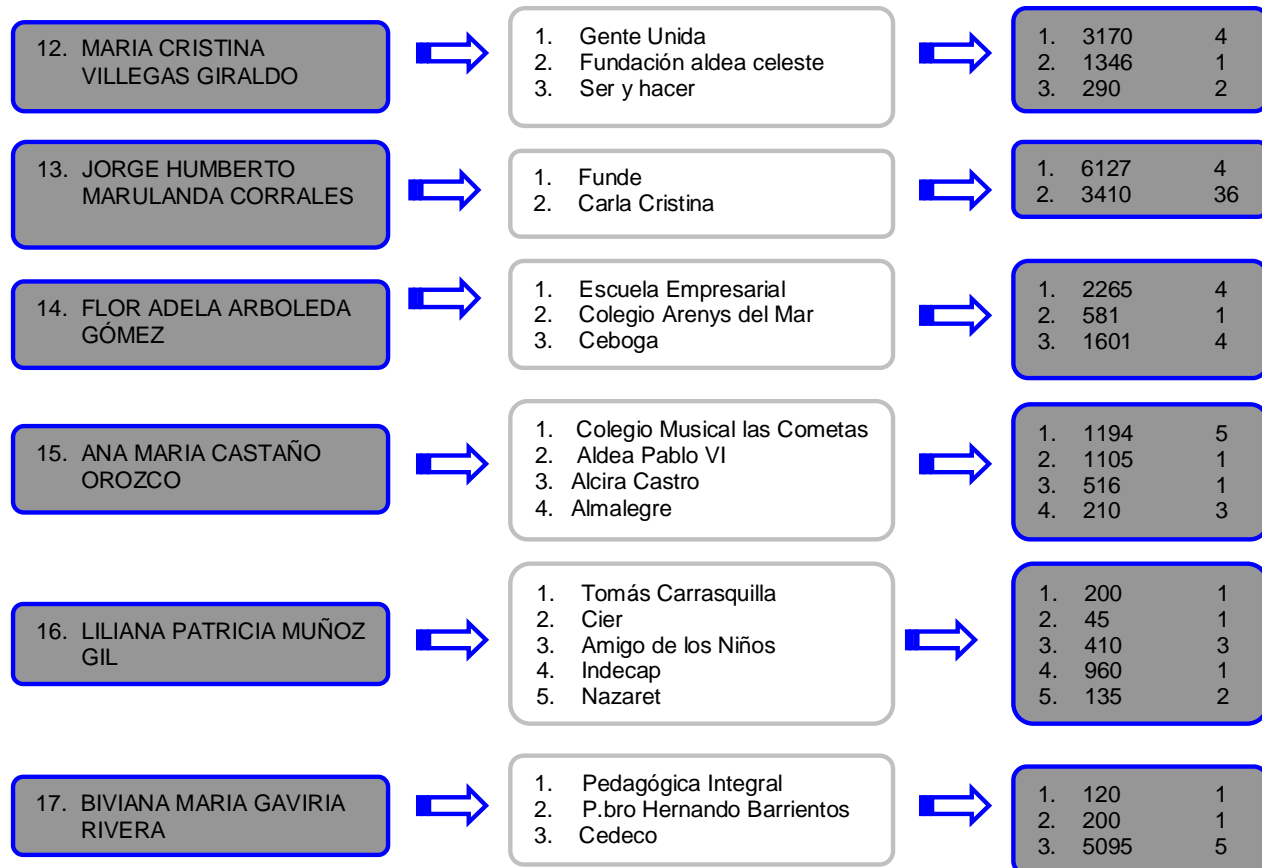 12. MARIA CRISTINA
VILLEGAS GIRALDO
1. Gente Unida
2. Fundación aldea celeste
3. Ser y hacer
1. 3170 4
2. 1346 1
3. 290 2
13. JORGE HUMBERTO
MARULANDA CORRALES
1. Funde
2. Carla Cristina
1. 6127 4
2. 3410 36
14. FLOR ADELA ARBOLEDA
GÓMEZ
1. Escuela Empresarial
2. Colegio Arenys del Mar
3. Ceboga
1. 2265 4
2. 581 1
3. 1601 4
15. ANA MARIA CASTAÑO
OROZCO
1. Colegio Musical las Cometas
2. Aldea Pablo VI
3. Alcira Castro
4. Almalegre
1. 1194 5
2. 1105 1
3. 516 1
4. 210 3
16. LILIANA PATRICIA MUÑOZ
GIL
1. Tomás Carrasquilla
2. Cier
3. Amigo de los Niños
4. Indecap
5. Nazaret
1. 200 1
2. 45 1
3. 410 3
4. 960 1
5. 135 2
17. BIVIANA MARIA GAVIRIA
RIVERA
1. Pedagógica Integral
2. P.bro Hernando Barrientos
3. Cedeco
1. 120 1
2. 200 1
3. 5095 5